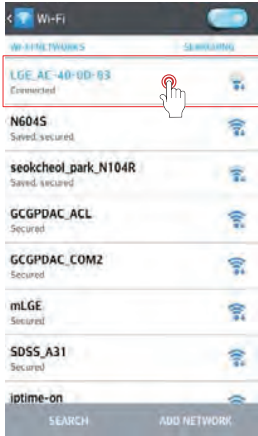 Wi-Fi
WI-FI NETWORKS SEARCHING
LGE_AC-40-0D-93
Connected
N604S
Saved, secured
seokcheol_park_N104R
Saved, secured
GCGPDAC_ACL
Secured
GCGPDAC_COM2
Secured
mLGE
Secured
SDSS_A31
Secured
iptime-on
SEARCH ADD NETWORK